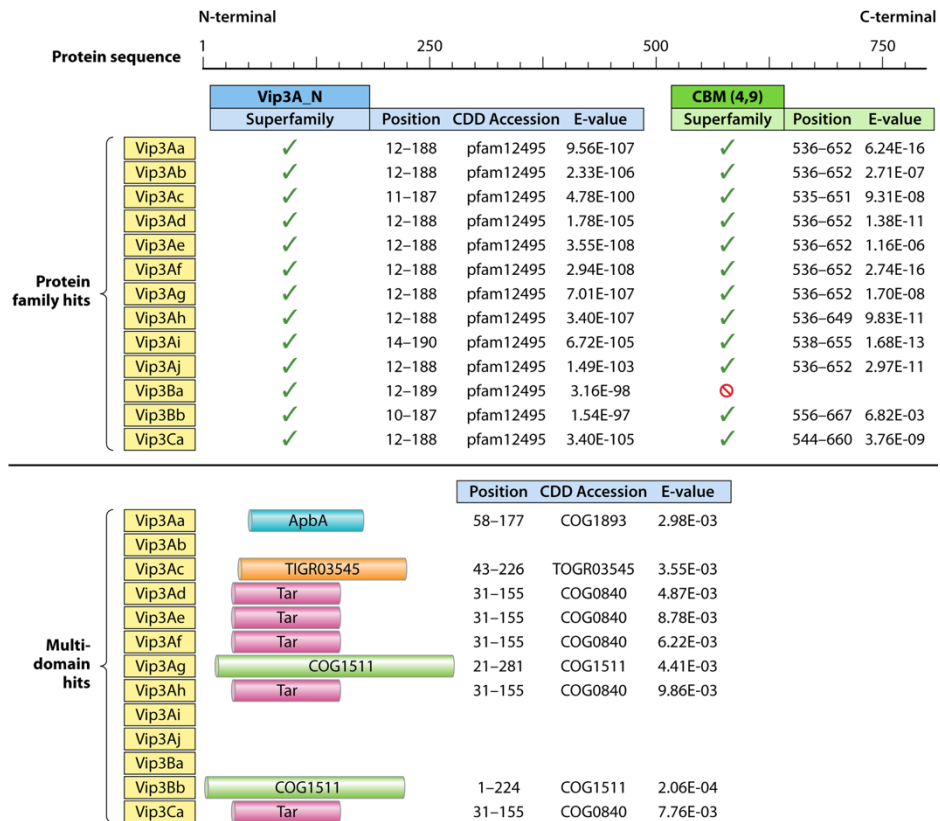 N-terminal C-terminal
Protein sequence 1 250 500 750
Vip3A_N CBM (4,9)
Superfamily Position CDD Accession E-value Superfamily Position E-value
Protein family hits
Vip3Aa ✓ 12–188 pfam12495 9.56E-107 ✓ 536–652 6.24E-16
Vip3Ab ✓ 12–188 pfam12495 2.33E-106 ✓ 536–652 2.71E-07
Vip3Ac ✓ 11–187 pfam12495 4.78E-100 ✓ 535–651 9.31E-08
Vip3Ad ✓ 12–188 pfam12495 1.78E-105 ✓ 536–652 1.38E-11
Vip3Ae ✓ 12–188 pfam12495 3.55E-108 ✓ 536–652 1.16E-06
Vip3Af ✓ 12–188 pfam12495 2.94E-108 ✓ 536–652 2.74E-16
Vip3Ag ✓ 12–188 pfam12495 7.01E-107 ✓ 536–652 1.70E-08
Vip3Ah ✓ 12–188 pfam12495 3.40E-107 ✓ 536–649 9.83E-11
Vip3Ai ✓ 14–190 pfam12495 6.72E-105 ✓ 538–655 1.68E-13
Vip3Aj ✓ 12–188 pfam12495 1.49E-103 ✓ 536–652 2.97E-11
Vip3Ba ✓ 12–189 pfam12495 3.16E-98
Vip3Bb ✓ 10–187 pfam12495 1.54E-97 ✓ 556–667 6.82E-03
Vip3Ca ✓ 12–188 pfam12495 3.40E-105 ✓ 544–660 3.76E-09
Position CDD Accession E-value
Multi-
domain
hits
Vip3Aa ApbA 58–177 COG1893 2.98E-03
Vip3Ab
Vip3Ac TIGR03545 43–226 TOGR03545 3.55E-03
Vip3Ad Tar 31–155 COG0840 4.87E-03
Vip3Ae Tar 31–155 COG0840 8.78E-03
Vip3Af Tar 31–155 COG0840 6.22E-03
Vip3Ag COG1511 21–281 COG1511 4.41E-03
Vip3Ah Tar 31–155 COG0840 9.86E-03
Vip3Ai
Vip3Aj
Vip3Ba
Vip3Bb COG1511 1–224 COG1511 2.06E-04
Vip3Ca Tar 31–155 COG0840 7.76E-03